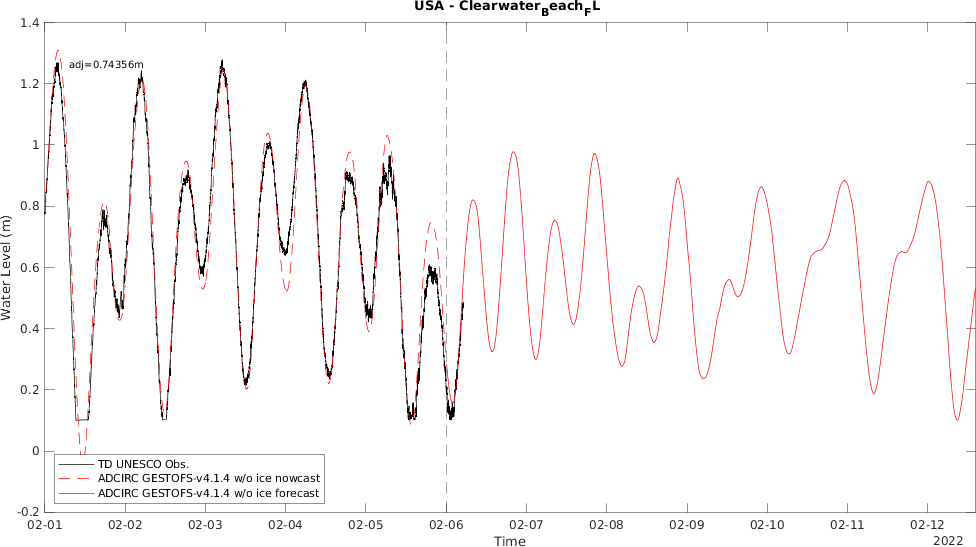 USA - Clearwater_Beach_FL
1.4
adj=0.74356m
1.2
1
0.8
0.6
0.4
0.2
0
-0.2
Water Level (m)
TD UNESCO Obs.
ADCIRC GESTOFS-v4.1.4 w/o ice nowcast
ADCIRC GESTOFS-v4.1.4 w/o ice forecast
02-01 02-02 02-03 02-04 02-05 02-06 02-07 02-08 02-09 02-10 02-11 02-12
Time
2022